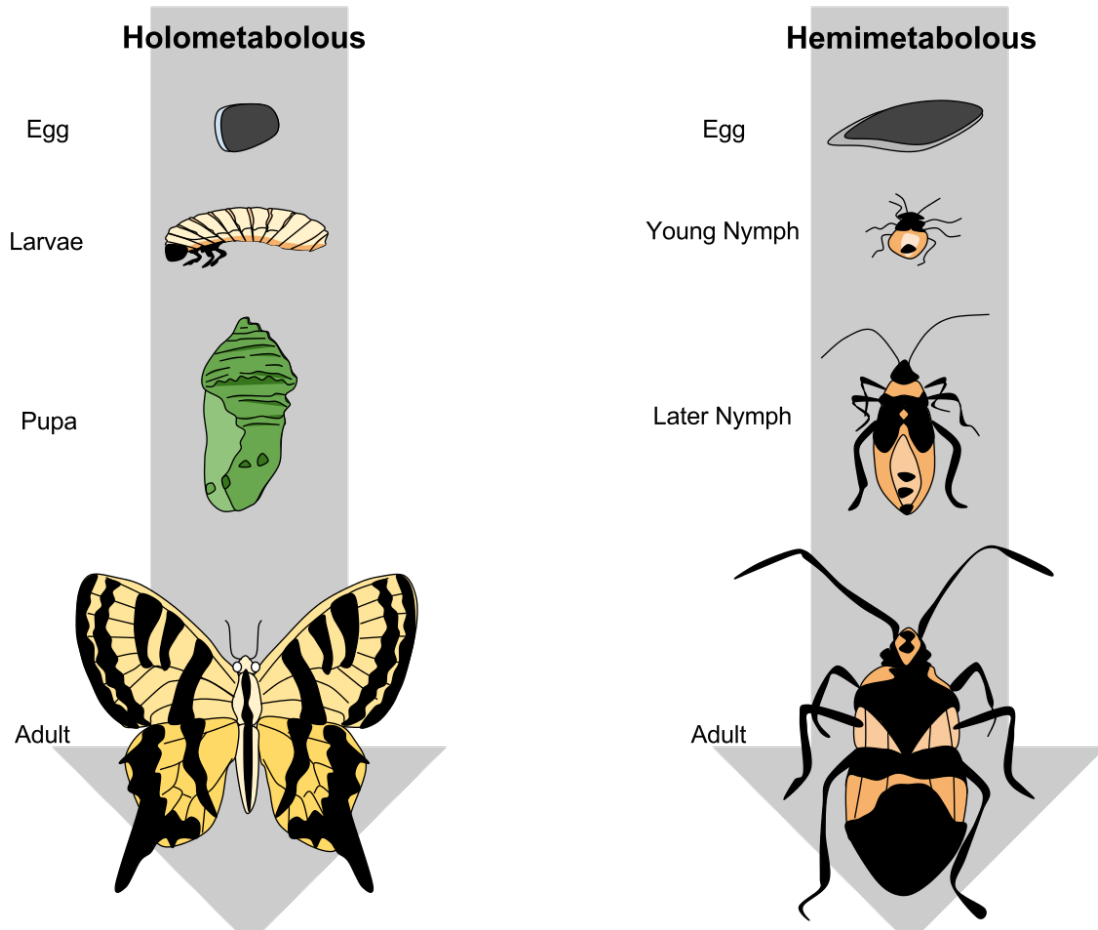 Holometabolous
Egg
Larvae
Pupa
Adult
Hemimetabolous
Egg
Young Nymph
Later Nymph
Adult